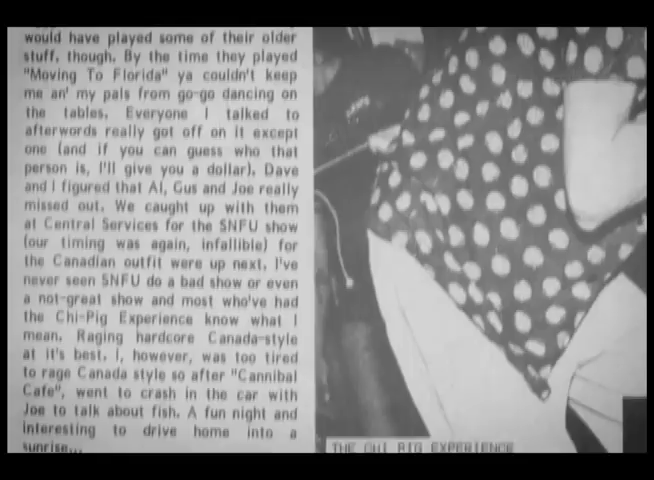 would have played some of their older
stuff, though. By the time they played
"Moving To Florida" ya couldn't keep
me an' my pals from go-go dancing on
the tables. Everyone I talked to
afterwords really got off on it except
one (and if you can guess who that
person is, I'll give you a dollar). Dave
and I figured that Al, Gus and Joe really
missed out. We caught up with them
at Central Services for the SNFU show
(our timing was again, infallible) for
the Canadian outfit were up next. I've
never seen SNFU do a bad show or even
a not-great show and most who've had
the Chi-Pig Experience know what I
mean. Raging hardcore Canada-style
at it's best. I, however, was too tired
to rage Canada style so after "Cannibal
Cafe", went to crash in the car with
Joe to talk about fish. A fun night and
interesting to drive home into a
sunrise...
THE CHI PIG EXPERIENCE